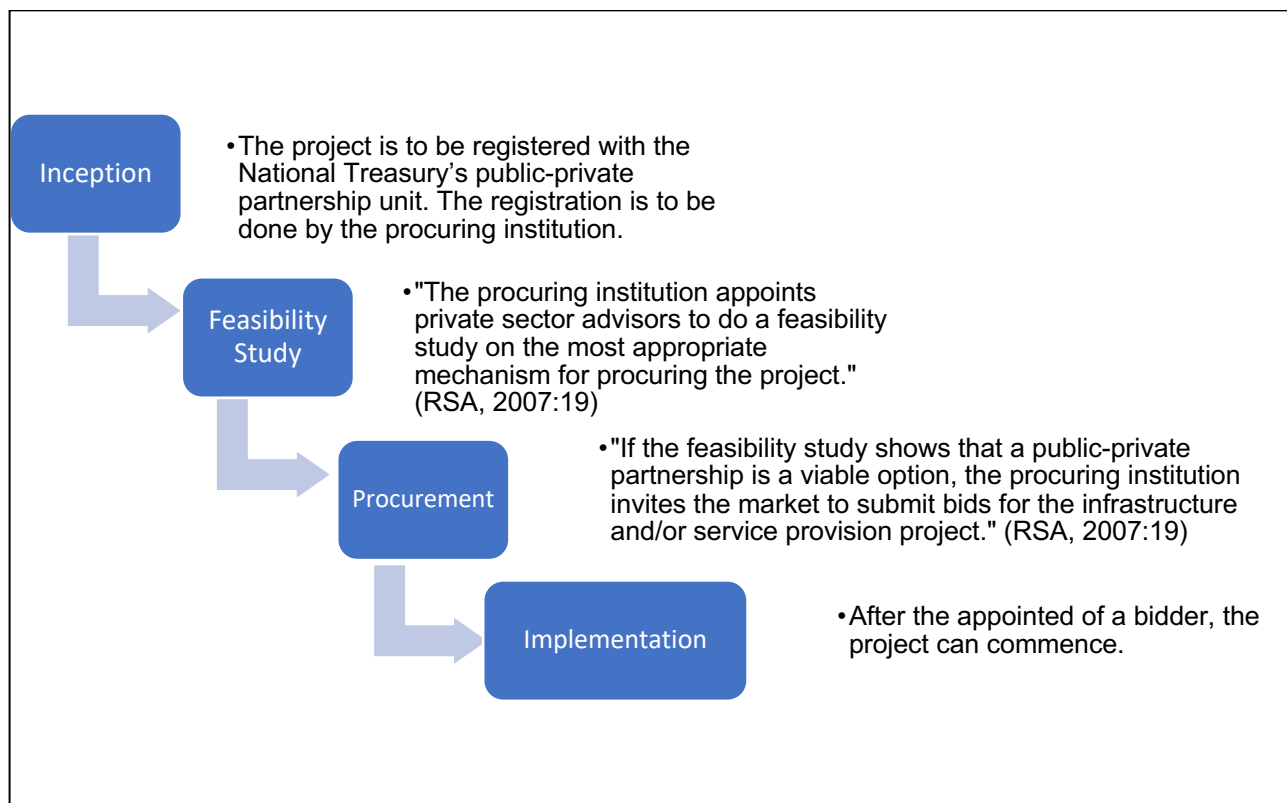 Inception
•The project is to be registered with the
National Treasury’s public-private
partnership unit. The registration is to be
done by the procuring institution.
Feasibility
Study
•"The procuring institution appoints
private sector advisors to do a feasibility
study on the most appropriate
mechanism for procuring the project."
(RSA, 2007:19)
Procurement
•"If the feasibility study shows that a public-private
partnership is a viable option, the procuring institution
invites the market to submit bids for the infrastructure
and/or service provision project." (RSA, 2007:19)
Implementation
•After the appointed of a bidder, the
project can commence.